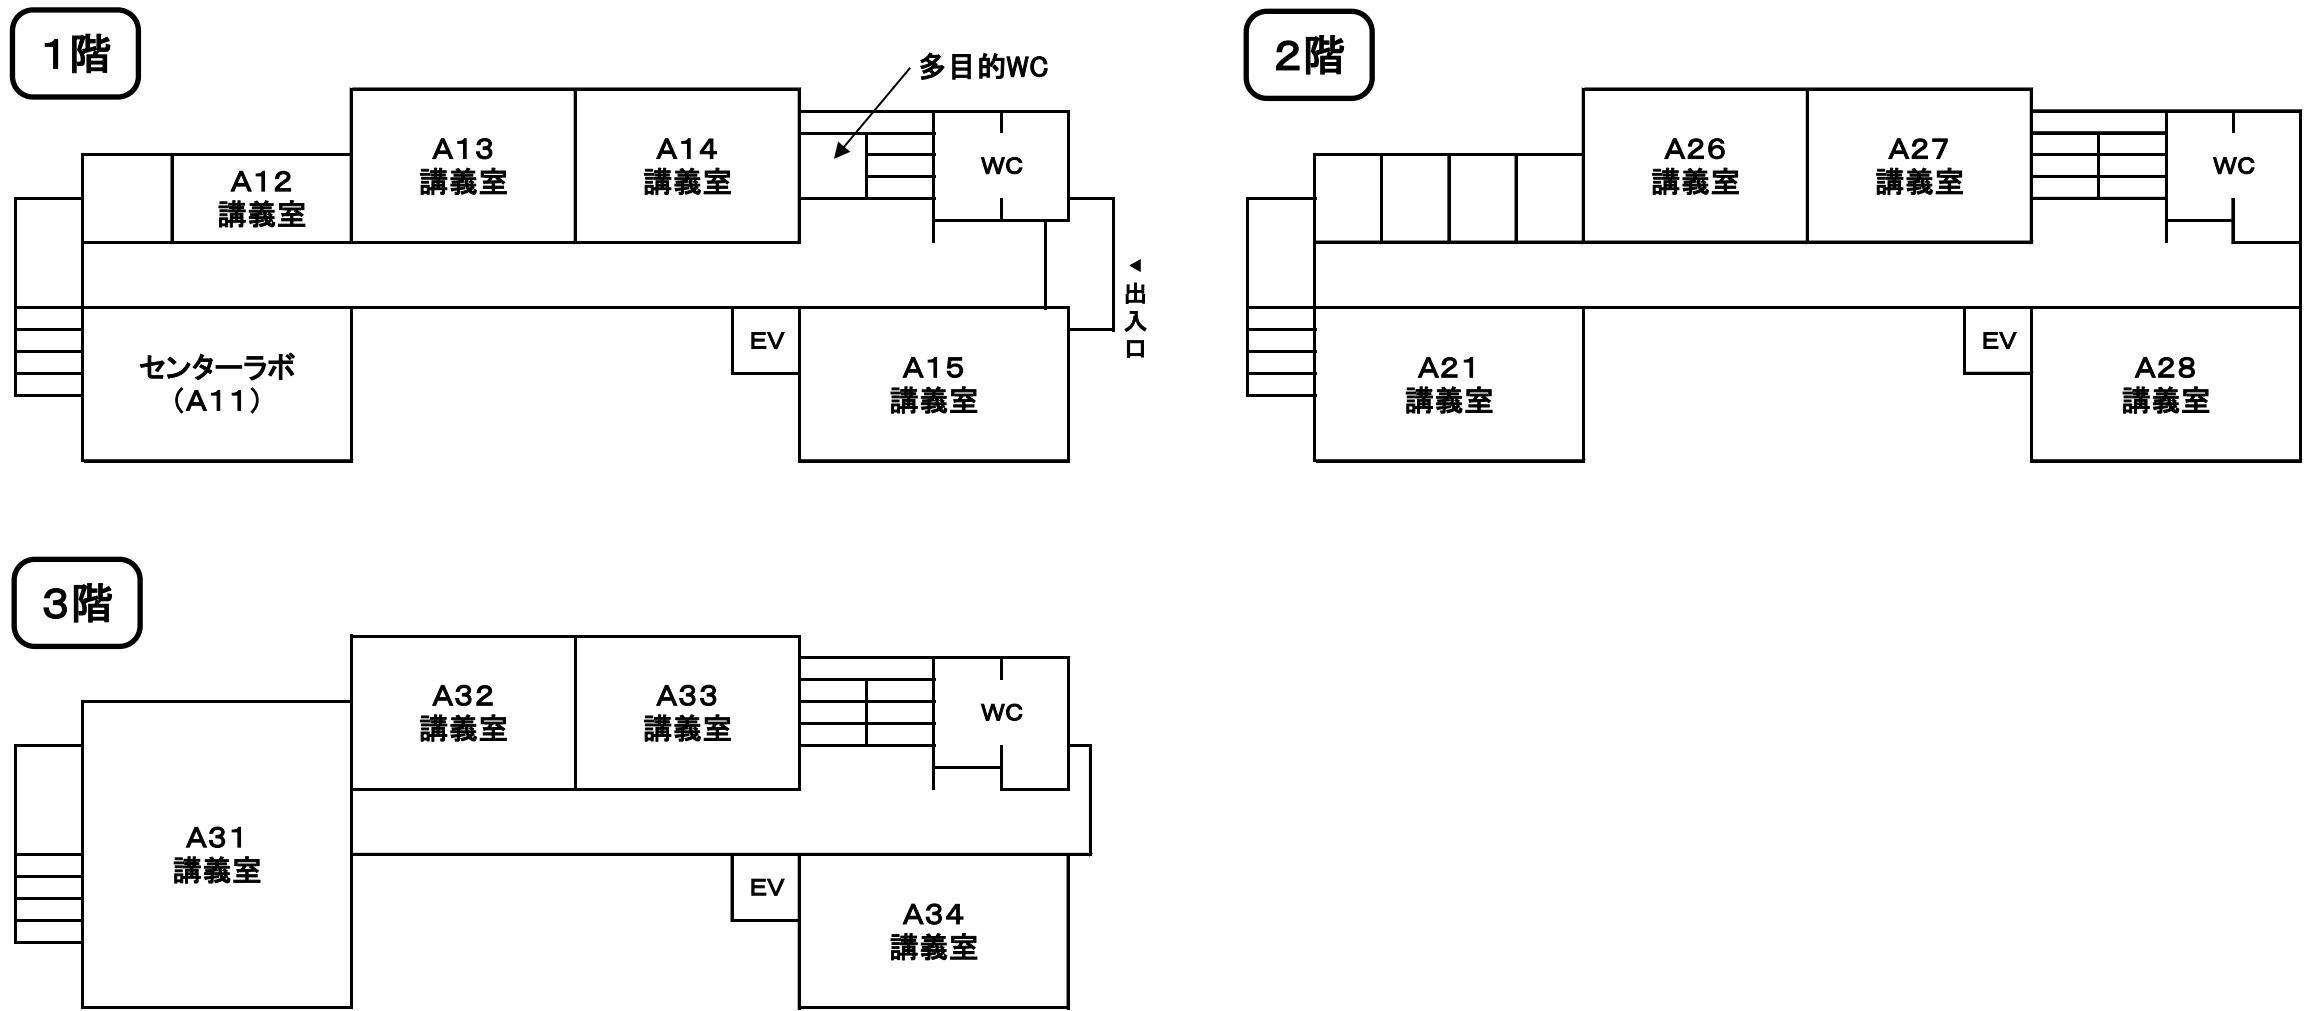 １階
多目的WC
A12
講義室
A13
講義室
A14
講義室
WC
◀出入口
センターラボ
（A11）
EV
A15
講義室
２階
A26
講義室
A27
講義室
WC
A21
講義室
EV
A28
講義室
３階
A32
講義室
A33
講義室
WC
A31
講義室
EV
A34
講義室